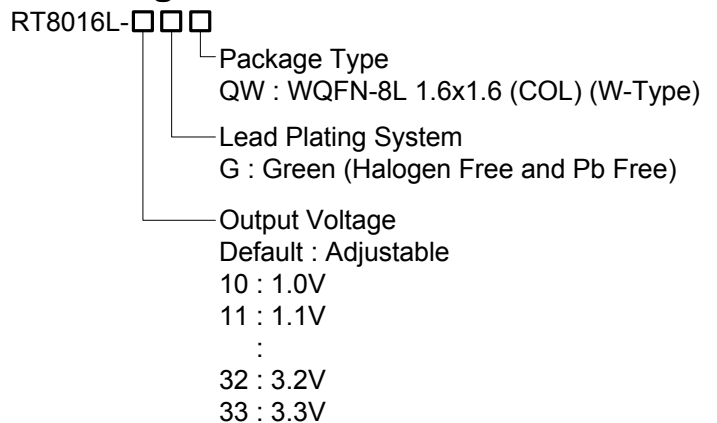 RT8016L-□□□
Package Type
QW : WQFN-8L 1.6x1.6 (COL) (W-Type)
Lead Plating System
G : Green (Halogen Free and Pb Free)
Output Voltage
Default : Adjustable
10 : 1.0V
11 : 1.1V
:
32 : 3.2V
33 : 3.3V